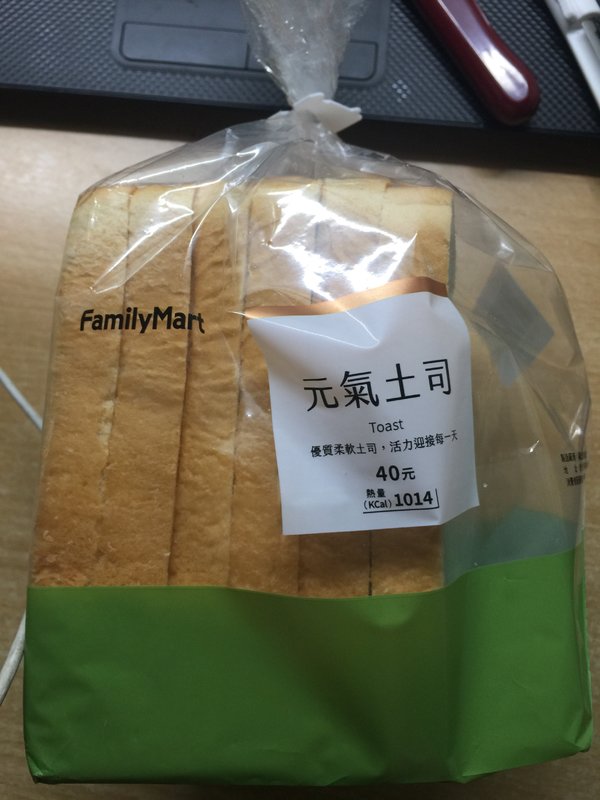 FamilyMart
元氣土司
Toast
優質柔軟土司，活力迎接每一天
40元
熱量
(KCal) 1014